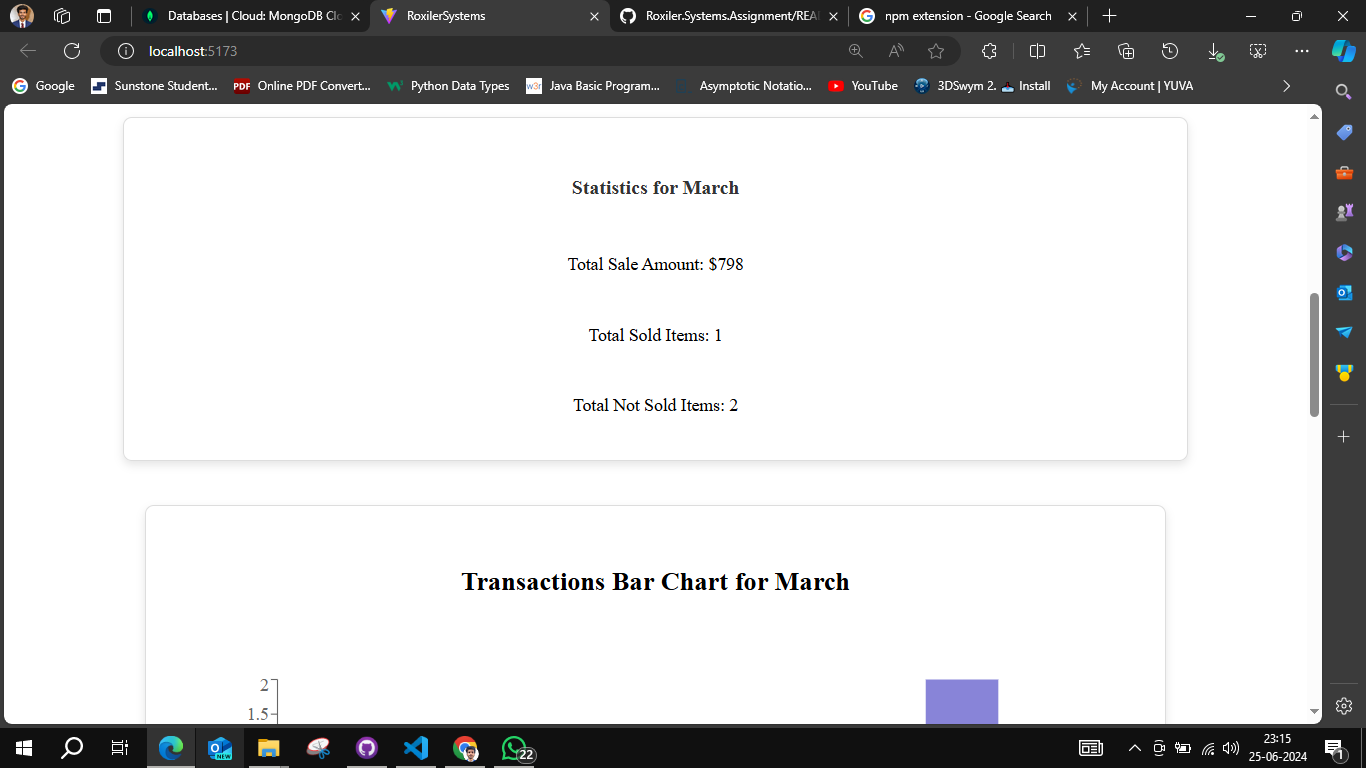 Databases | Cloud: MongoDB Clo
RoxilerSystems
Roxiler.Systems.Assignment/REA
npm extension - Google Search
localhost:5173
Google
Sunstone Student...
PDF
Online PDF Convert...
Python Data Types
w3r
Java Basic Program...
Asymptotic Notatio...
YouTube
3DSwym 2.
Install
My Account | YUVA
Statistics for March
Total Sale Amount: $798
Total Sold Items: 1
Total Not Sold Items: 2
Transactions Bar Chart for March
2
1.5
NEW
22
23:15
25-06-2024
1